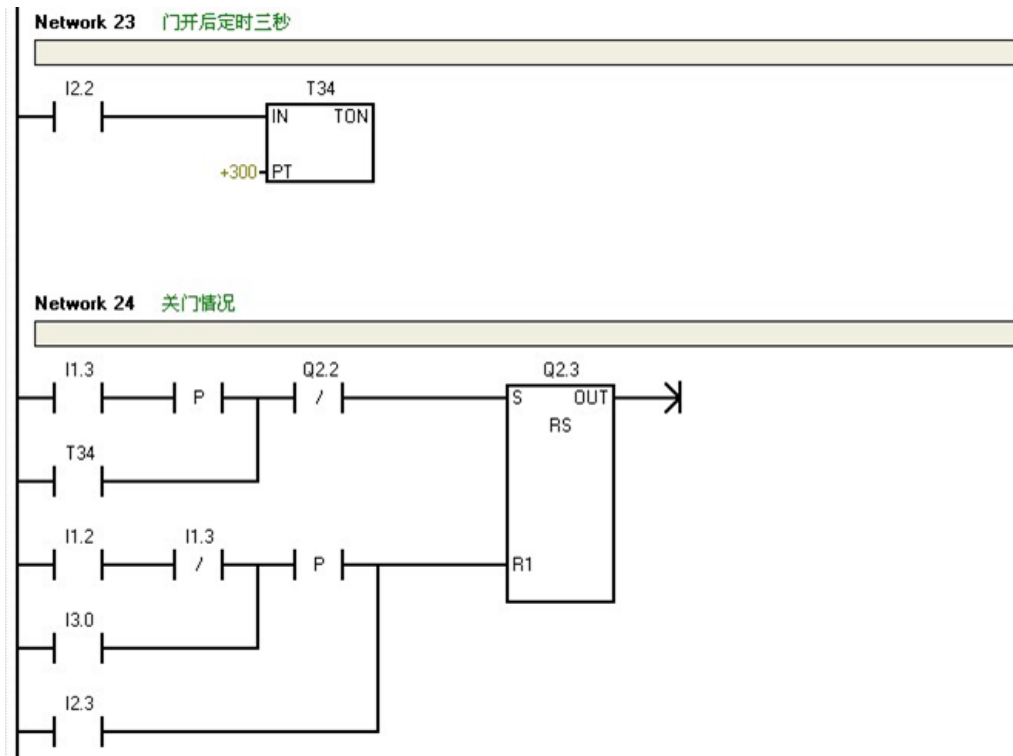 Network 23 门开后定时三秒
I2.2 T34
IN TON
+300 PT
Network 24 关门情况
I1.3 Q2.2 Q2.3
P / S OUT
RS
T34
I1.2 I1.3
/ P R1
I3.0
I2.3